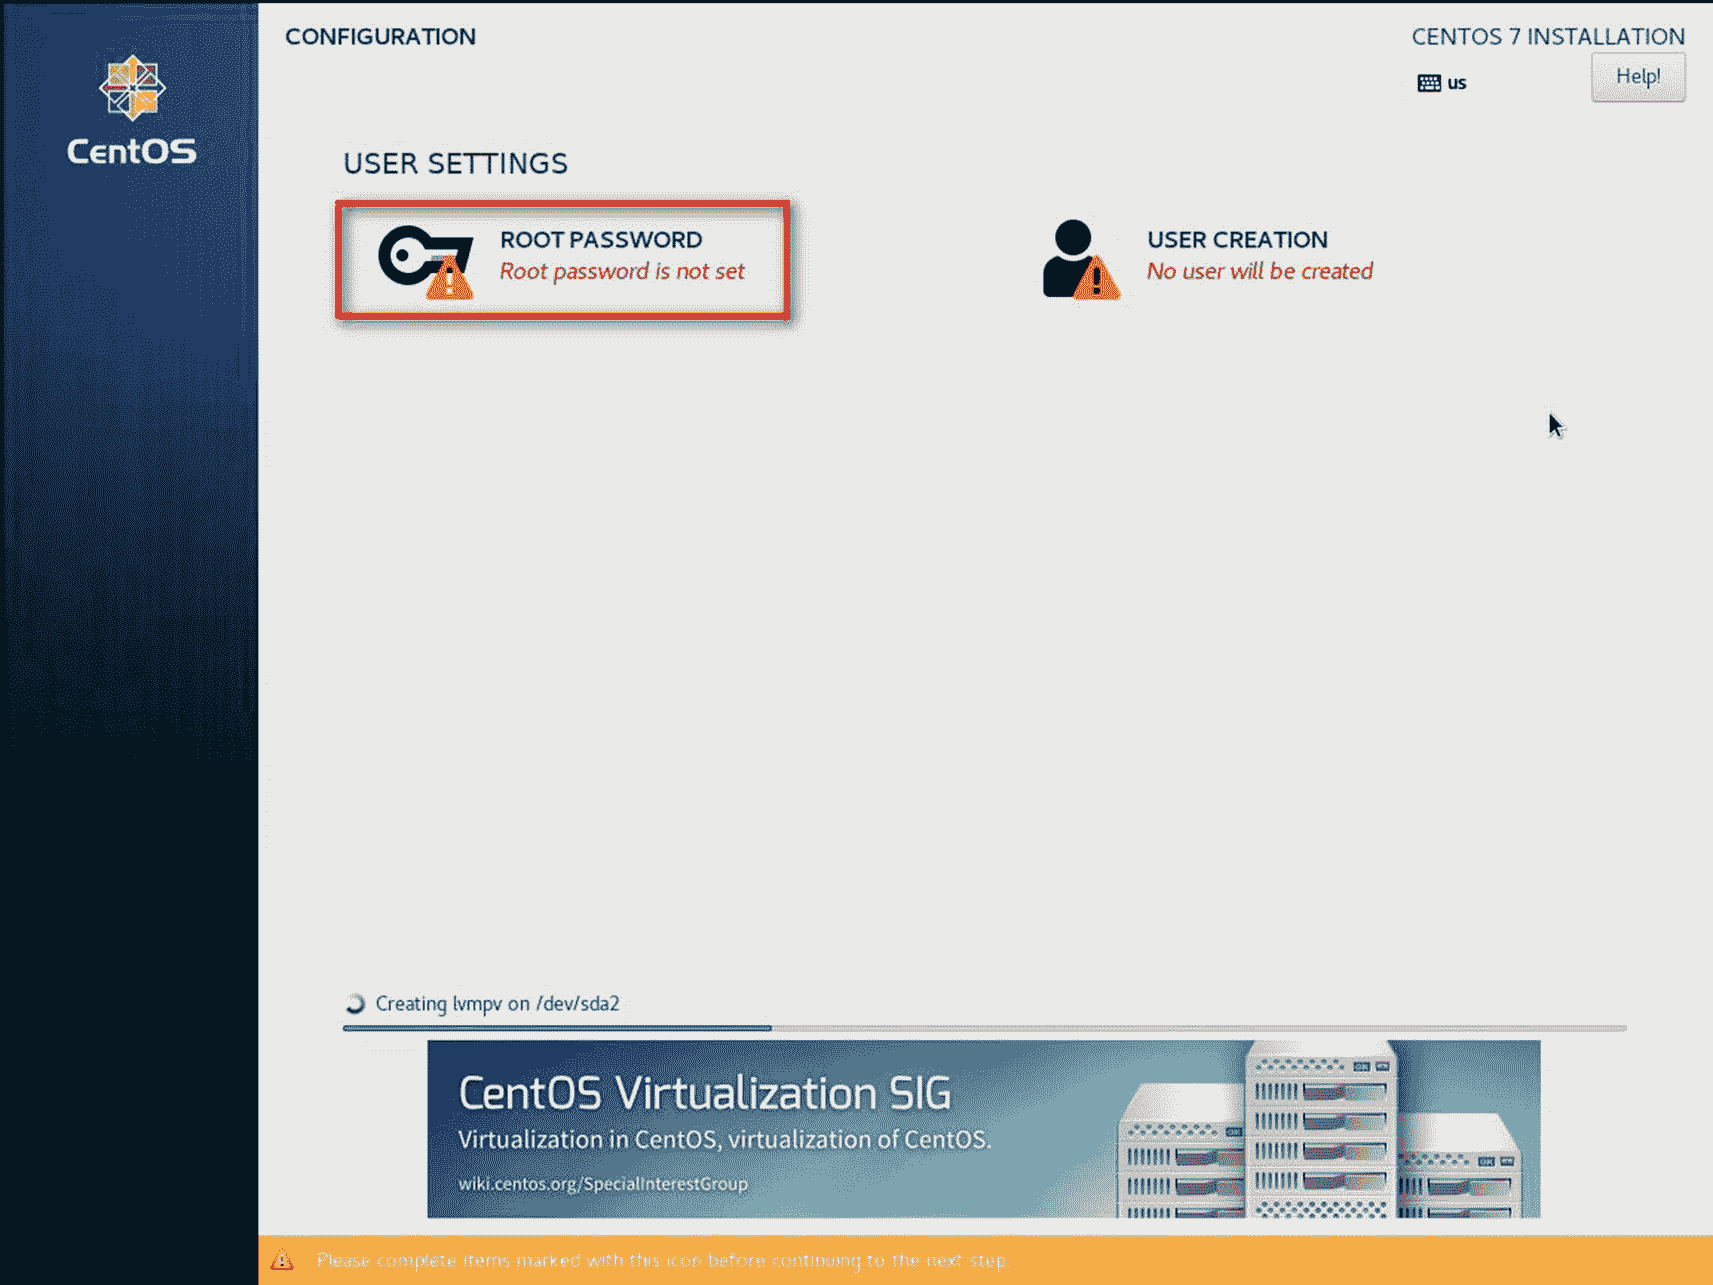 CONFIGURATION
CENTOS 7 INSTALLATION
us
Help!
CentOS
USER SETTINGS
ROOT PASSWORD
Root password is not set
USER CREATION
No user will be created
Creating lvmpv on /dev/sda2
CentOS Virtualization SIG
Virtualization in CentOS, virtualization of CentOS.
wiki.centos.org/SpecialInterestGroup
Please complete items marked with this icon before continuing to the next step.